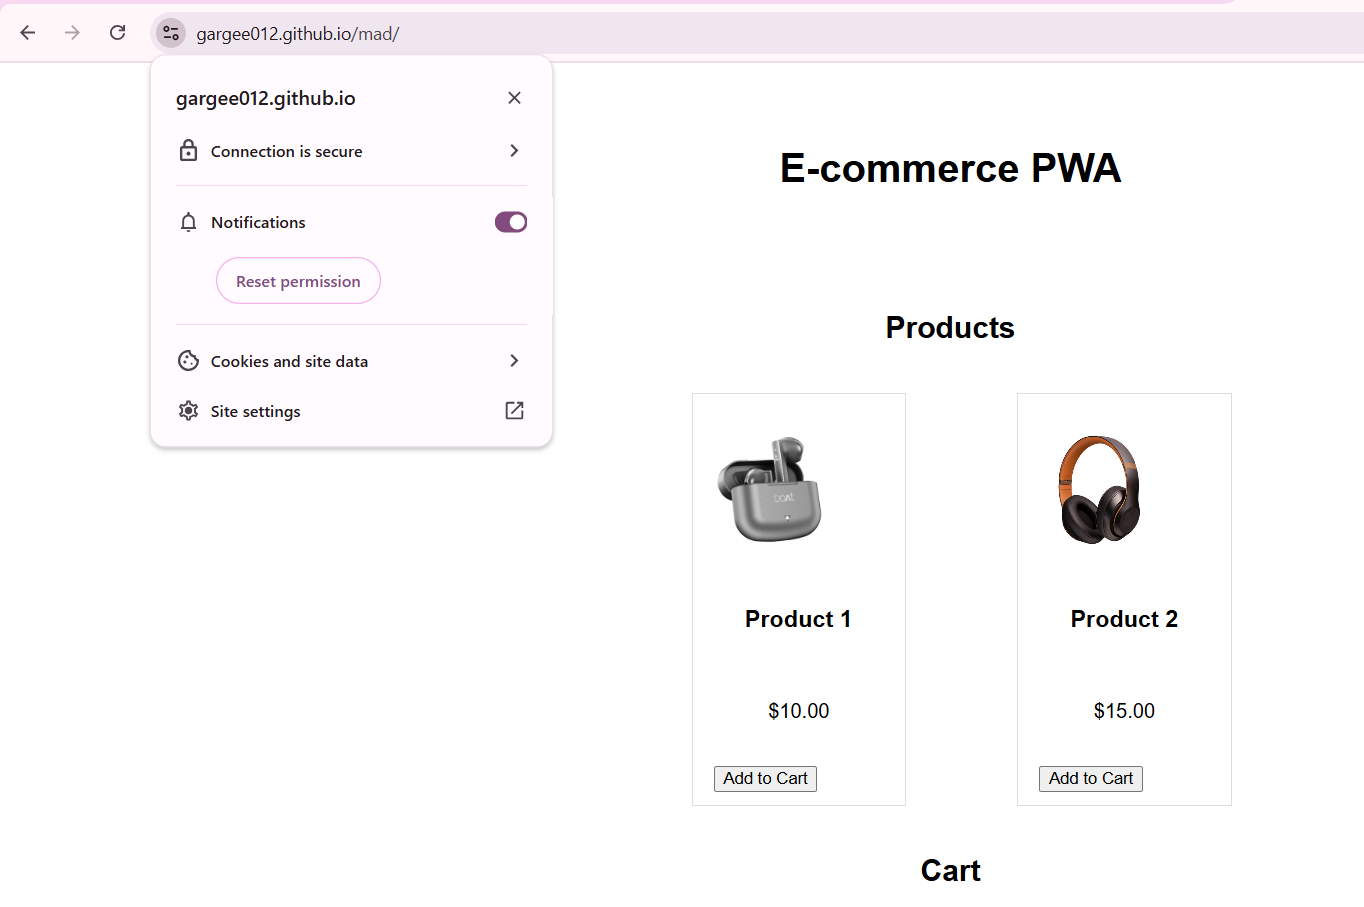 gargee012.github.io/mad/
gargee012.github.io
Connection is secure
Notifications
Reset permission
Cookies and site data
Site settings
E-commerce PWA
Products
boAt
Product 1
$10.00
Add to Cart
Product 2
$15.00
Add to Cart
Cart